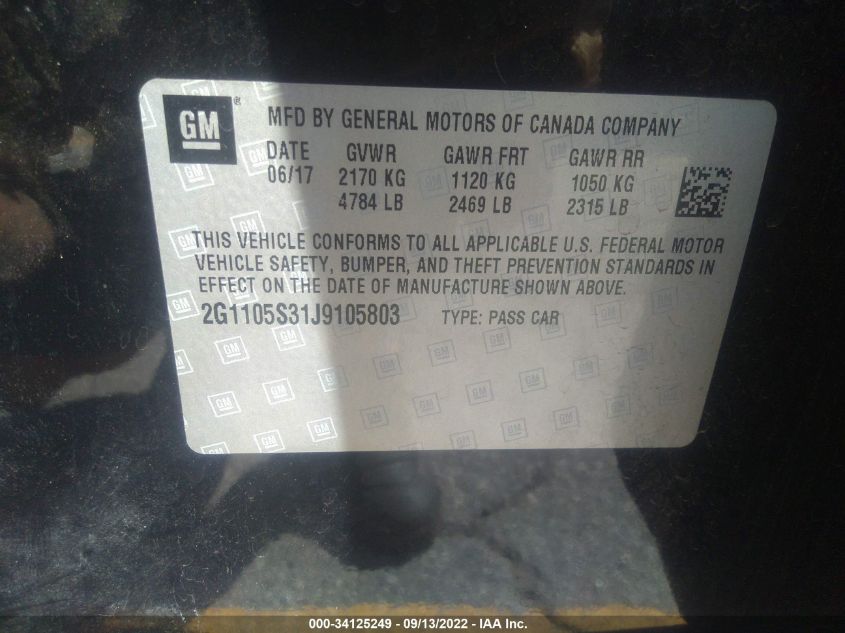 GM ® MFD BY GENERAL MOTORS OF CANADA COMPANY
DATE GVWR GAWR FRT GAWR RR
06/17 2170 KG 1120 KG 1050 KG
4784 LB 2469 LB 2315 LB
THIS VEHICLE CONFORMS TO ALL APPLICABLE U.S. FEDERAL MOTOR
VEHICLE SAFETY, BUMPER, AND THEFT PREVENTION STANDARDS IN
EFFECT ON THE DATE OF MANUFACTURE SHOWN ABOVE.
2G1105S31J9105803 TYPE: PASS CAR
000-34125249 - 09/13/2022 - IAA Inc.